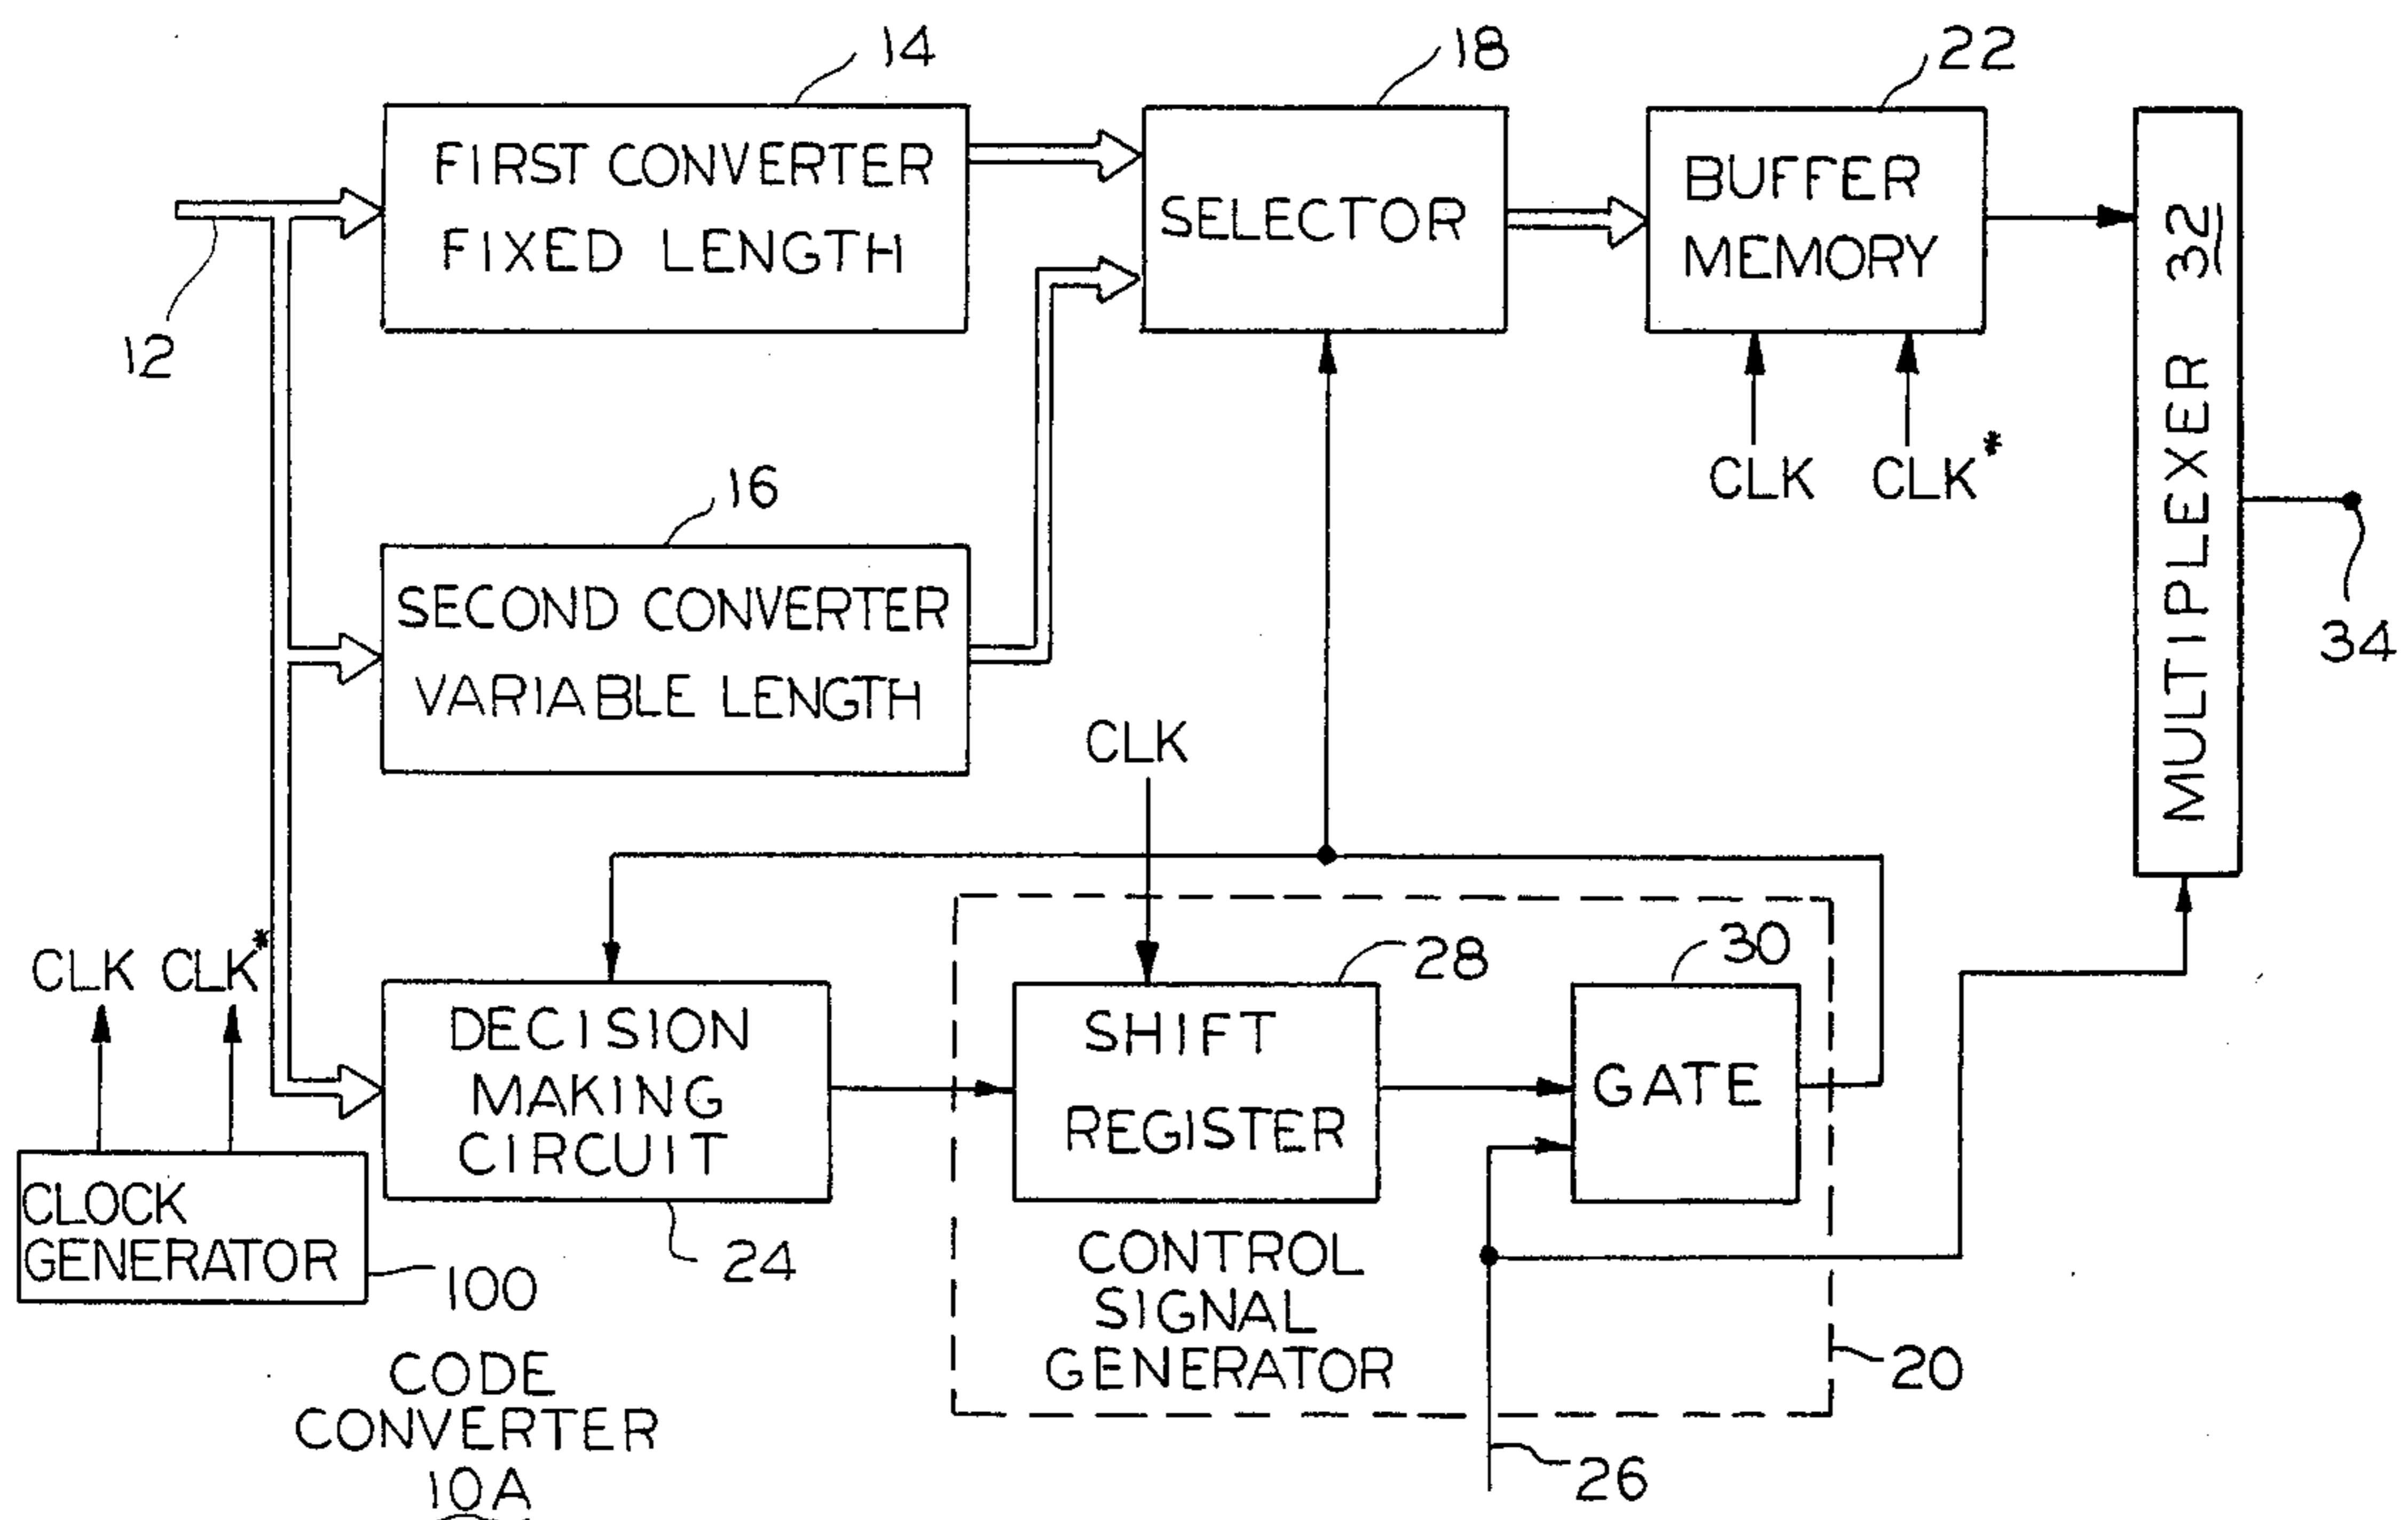 14
18
22
FIRST CONVERTER
FIXED LENGTH
SELECTOR
BUFFER
MEMORY
MULTIPLEXER 32
12
CLK
CLK*
16
SECOND CONVERTER
VARIABLE LENGTH
34
CLK
CLK
CLK*
28
30
DECISION
MAKING
CIRCUIT
SHIFT
REGISTER
GATE
CLOCK
GENERATOR
100
24
CONTROL
SIGNAL
GENERATOR
20
CODE
CONVERTER
10A
26